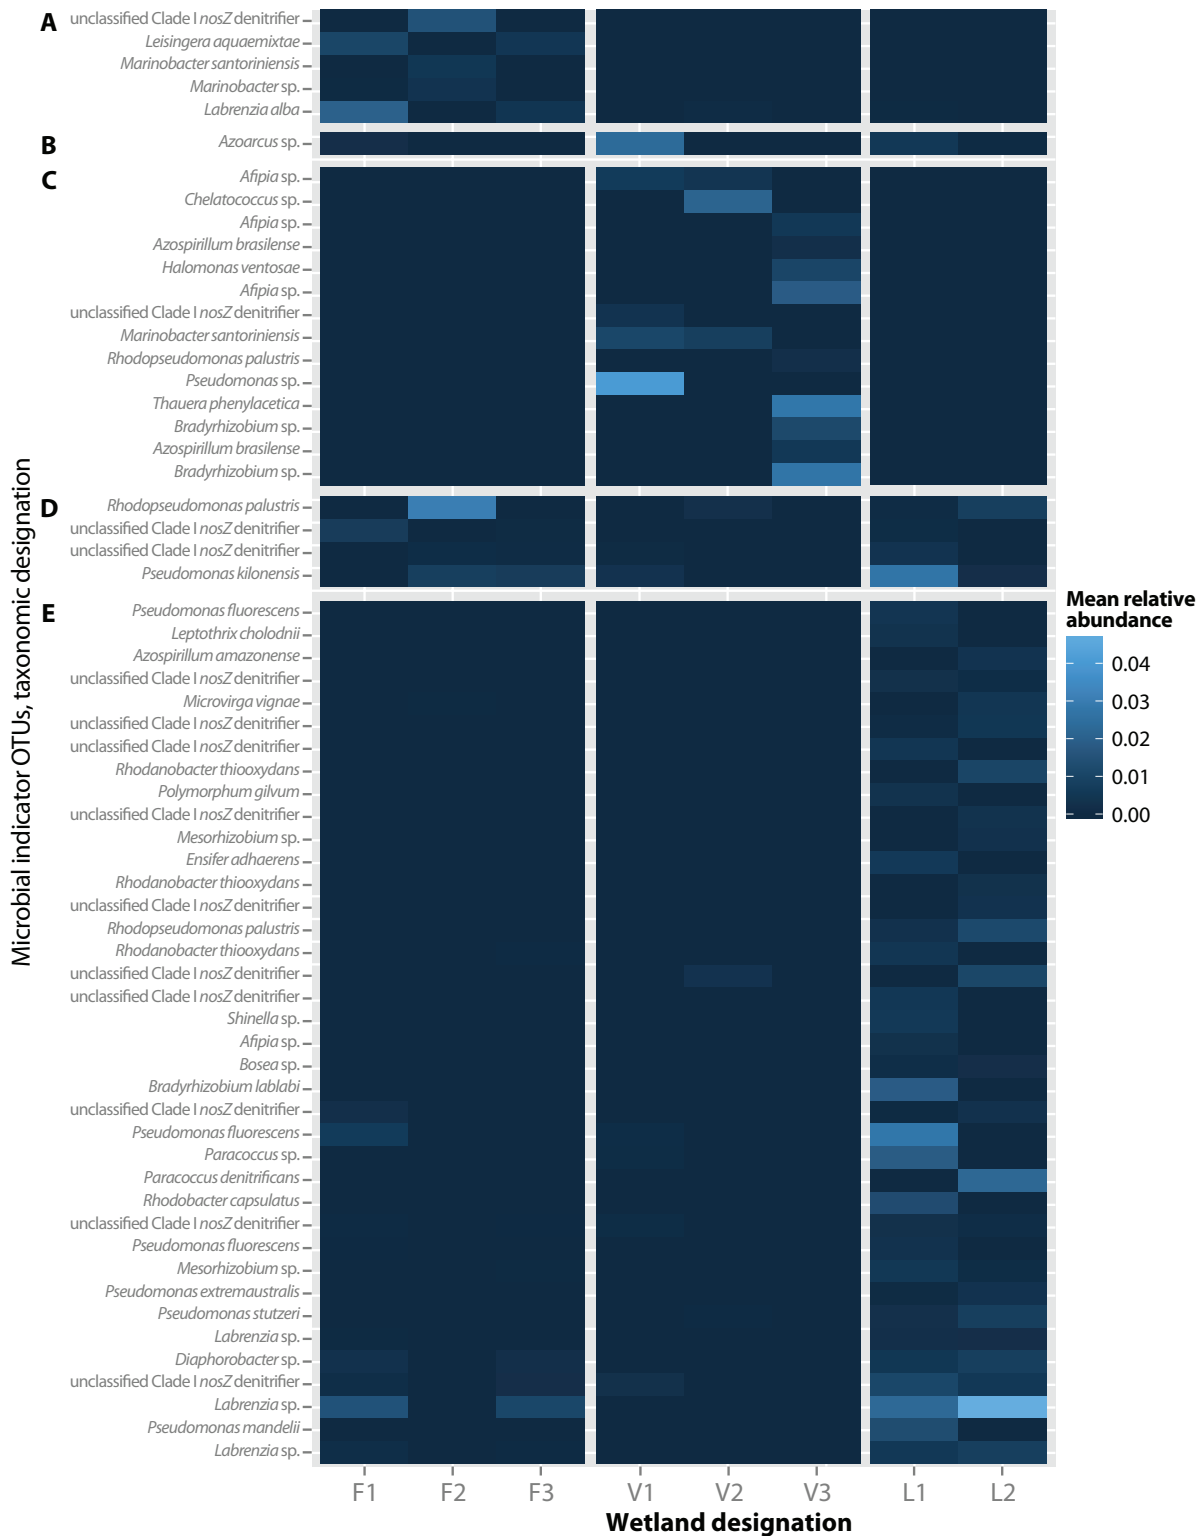 A
unclassified Clade I nosZ denitrifier
Leisingera aquaemixtae
Marinobacter santoriniensis
Marinobacter sp.
Labrenzia alba
B
Azoarcus sp.
C
Afipia sp.
Chelatococcus sp.
Afipia sp.
Azospirillum brasilense
Halomonas ventosae
Afipia sp.
unclassified Clade I nosZ denitrifier
Marinobacter santoriniensis
Rhodopseudomonas palustris
Pseudomonas sp.
Thauera phenylacetica
Bradyrhizobium sp.
Azospirillum brasilense
Bradyrhizobium sp.
D
Rhodopseudomonas palustris
unclassified Clade I nosZ denitrifier
unclassified Clade I nosZ denitrifier
Pseudomonas kilonensis
E
Pseudomonas fluorescens
Leptothrix cholodnii
Azospirillum amazonense
unclassified Clade I nosZ denitrifier
Microvirga vignae
unclassified Clade I nosZ denitrifier
unclassified Clade I nosZ denitrifier
Rhodanobacter thiooxydans
Polymorphum gilvum
unclassified Clade I nosZ denitrifier
Mesorhizobium sp.
Ensifer adhaerens
Rhodanobacter thiooxydans
unclassified Clade I nosZ denitrifier
Rhodopseudomonas palustris
Rhodanobacter thiooxydans
unclassified Clade I nosZ denitrifier
unclassified Clade I nosZ denitrifier
Shinella sp.
Afipia sp.
Bosea sp.
Bradyrhizobium lablabi
unclassified Clade I nosZ denitrifier
Pseudomonas fluorescens
Paracoccus sp.
Paracoccus denitrificans
Rhodobacter capsulatus
unclassified Clade I nosZ denitrifier
Pseudomonas fluorescens
Mesorhizobium sp.
Pseudomonas extremaustralis
Pseudomonas stutzeri
Labrenzia sp.
Diaphorobacter sp.
unclassified Clade I nosZ denitrifier
Labrenzia sp.
Pseudomonas mandelii
Labrenzia sp.
Microbial indicator OTUs, taxonomic designation
F1 F2 F3 V1 V2 V3 L1 L2
Wetland designation
Mean relative
abundance
0.04
0.03
0.02
0.01
0.00